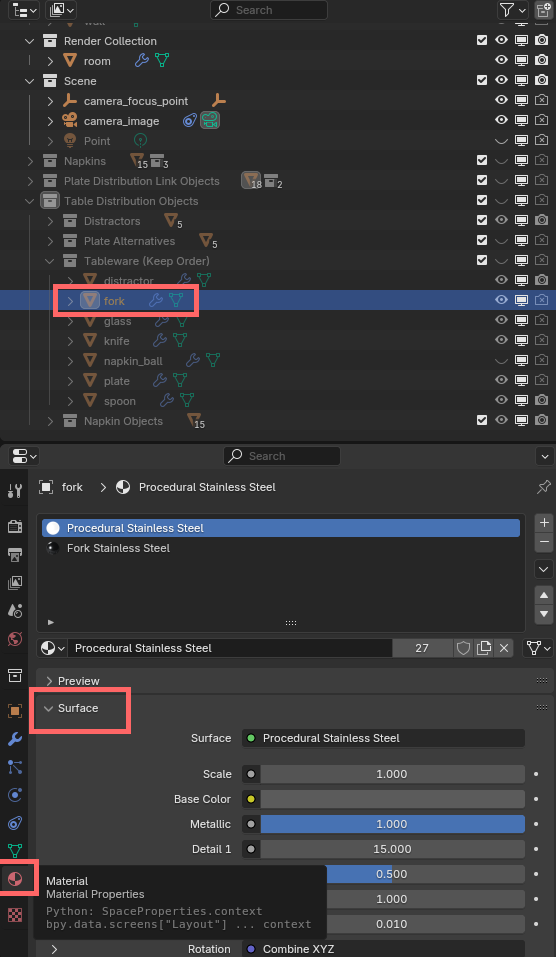 Search
wall
Render Collection
room
Scene
camera_focus_point
camera_image
Point
Napkins 15 3
Plate Distribution Link Objects 18 2
Table Distribution Objects
Distractors 5
Plate Alternatives 5
Tableware (Keep Order)
distractor
fork
glass
knife
napkin_ball
plate
spoon
Napkin Objects 15
Search
fork > Procedural Stainless Steel
Procedural Stainless Steel
Fork Stainless Steel
Procedural Stainless Steel 27
Preview
Surface
Surface Procedural Stainless Steel
Scale 1.000
Base Color
Metallic 1.000
Detail 1 15.000
0.500
1.000
0.010
Material
Material Properties
Python: SpaceProperties.context
bpy.data.screens["Layout"] ... context
Rotation Combine XYZ